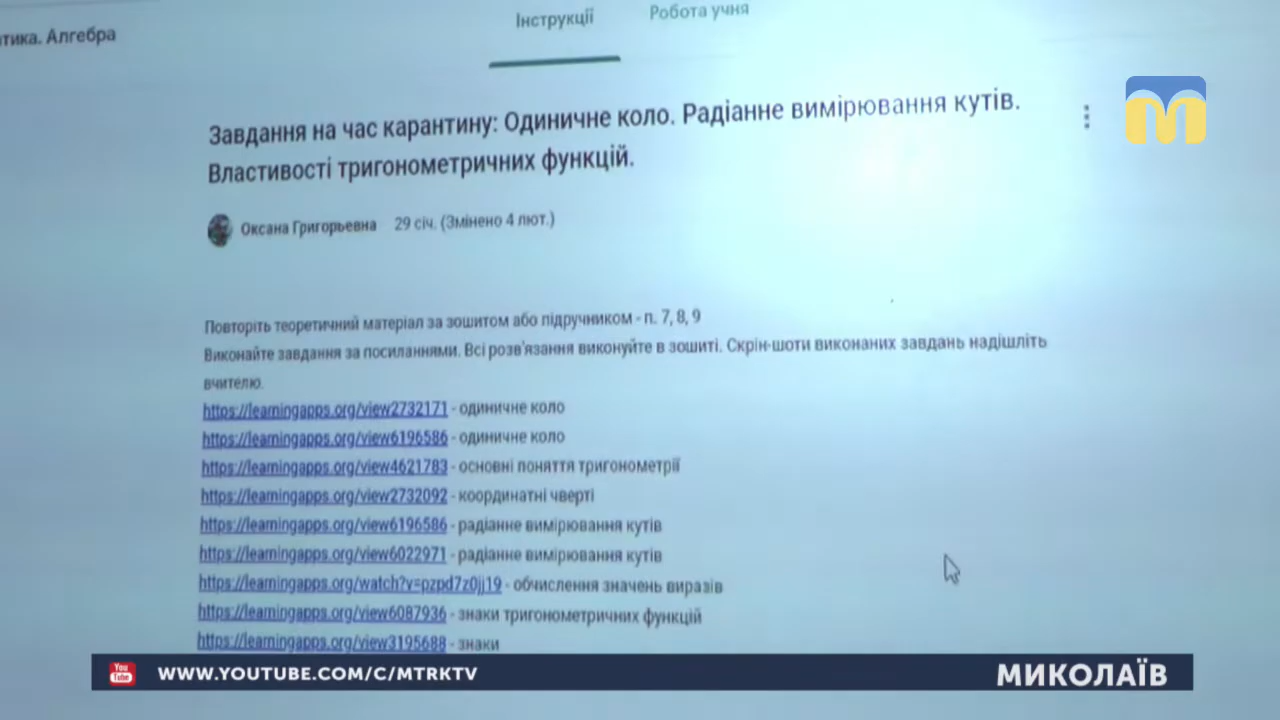 Інструкції
Робота учня
тика. Алгебра
Завдання на час карантину: Одиничне коло. Радіанне вимірювання кутів.
Властивості тригонометричних функцій.
Оксана Григорьевна 29 січ. (Змінено 4 лют.)
Повторіть теоретичний матеріал за зошитом або підручником - п. 7, 8, 9
Виконайте завдання за посиланнями. Всі розв'язання виконуйте в зошиті. Скрін-шоти виконаних завдань надішліть
вчителю.
https://learningapps.org/view2732171 - одиничне коло
https://learningapps.org/view6196586 - одиничне коло
https://learningapps.org/view4621783 - основні поняття тригонометрії
https://learningapps.org/view2732092 - координатні чверті
https://learningapps.org/view6196586 - радіанне вимірювання кутів
https://learningapps.org/view6022971 - радіанне вимірювання кутів
https://learningapps.org/watch?v=pzpd7z0jj19 - обчислення значень виразів
https://learningapps.org/view6087936 - знаки тригонометричних функцій
https://learningapps.org/view3195688 - знаки
You Tube WWW.YOUTUBE.COM/C/MTRKTV
МИКОЛАЇВ